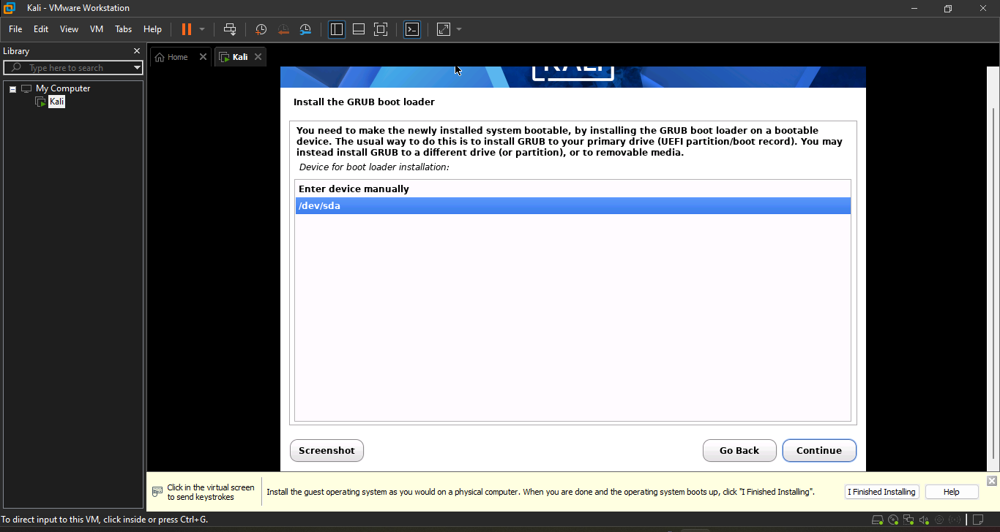 Kali - VMware Workstation
File Edit View VM Tabs Help
Library
Type here to search
My Computer
Kali
Home
Kali
KALI
Install the GRUB boot loader
You need to make the newly installed system bootable, by installing the GRUB boot loader on a bootable
device. The usual way to do this is to install GRUB to your primary drive (UEFI partition/boot record). You may
instead install GRUB to a different drive (or partition), or to removable media.
Device for boot loader installation:
Enter device manually
/dev/sda
Screenshot
Go Back
Continue
Click in the virtual screen
to send keystrokes
Install the guest operating system as you would on a physical computer. When you are done and the operating system boots up, click "I Finished Installing".
I Finished Installing
Help
To direct input to this VM, click inside or press Ctrl+G.